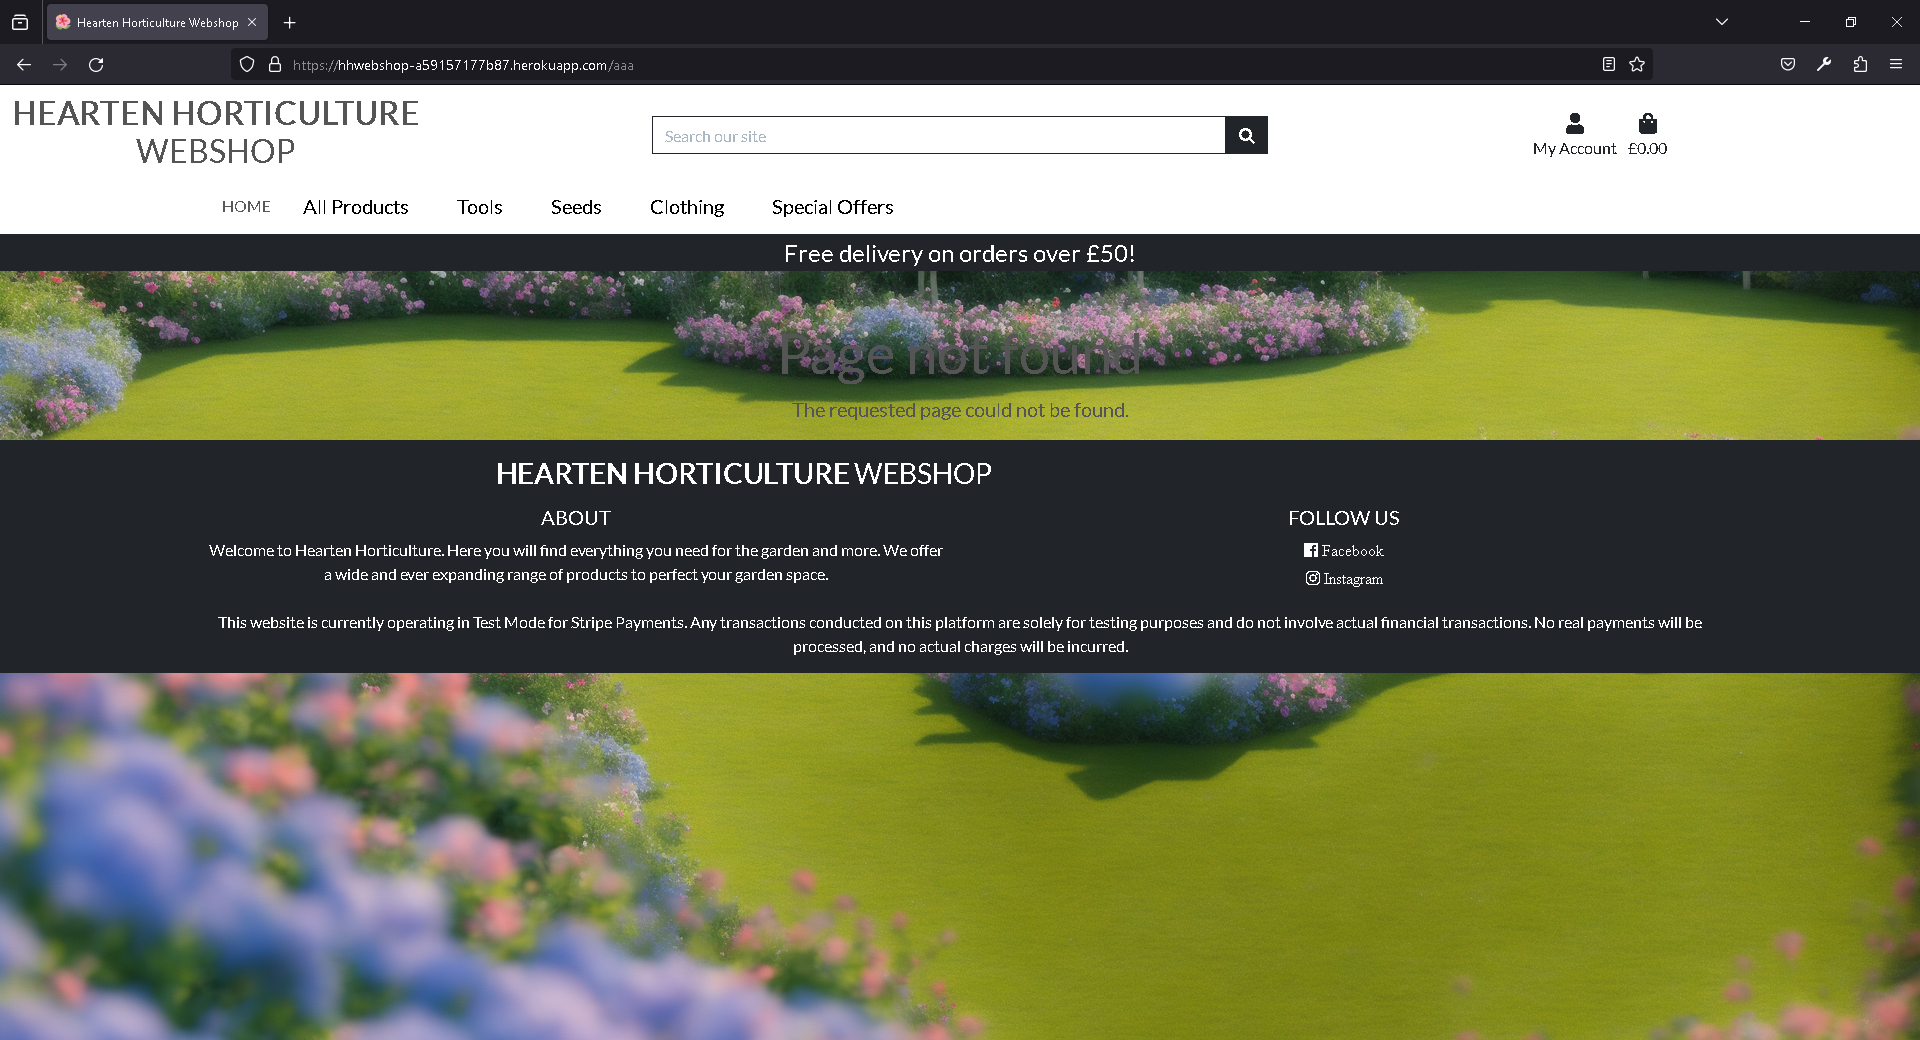 Hearten Horticulture Webshop
https://hhwebshop-a59157177b87.herokuapp.com/aaa
HEARTEN HORTICULTURE
WEBSHOP
Search our site
My Account £0.00
HOME All Products Tools Seeds Clothing Special Offers
Free delivery on orders over £50!
Page not found
The requested page could not be found.
HEARTEN HORTICULTURE WEBSHOP
ABOUT
Welcome to Hearten Horticulture. Here you will find everything you need for the garden and more. We offer
a wide and ever expanding range of products to perfect your garden space.
FOLLOW US
Facebook
Instagram
This website is currently operating in Test Mode for Stripe Payments. Any transactions conducted on this platform are solely for testing purposes and do not involve actual financial transactions. No real payments will be
processed, and no actual charges will be incurred.